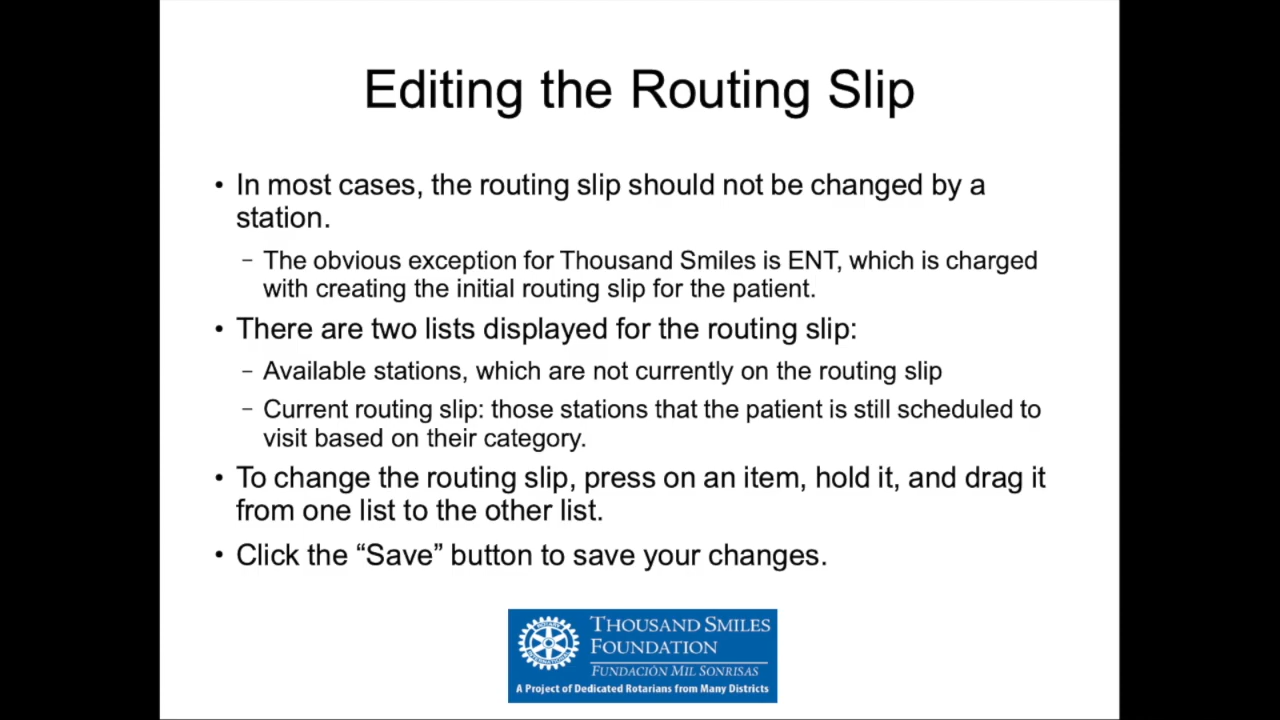 Editing the Routing Slip
• In most cases, the routing slip should not be changed by a
station.
– The obvious exception for Thousand Smiles is ENT, which is charged
with creating the initial routing slip for the patient.
• There are two lists displayed for the routing slip:
– Available stations, which are not currently on the routing slip
– Current routing slip: those stations that the patient is still scheduled to
visit based on their category.
• To change the routing slip, press on an item, hold it, and drag it
from one list to the other list.
• Click the “Save” button to save your changes.
ROTARY
INTERNATIONAL
THOUSAND SMILES
FOUNDATION
FUNDACIÓN MIL SONRISAS
A Project of Dedicated Rotarians from Many Districts